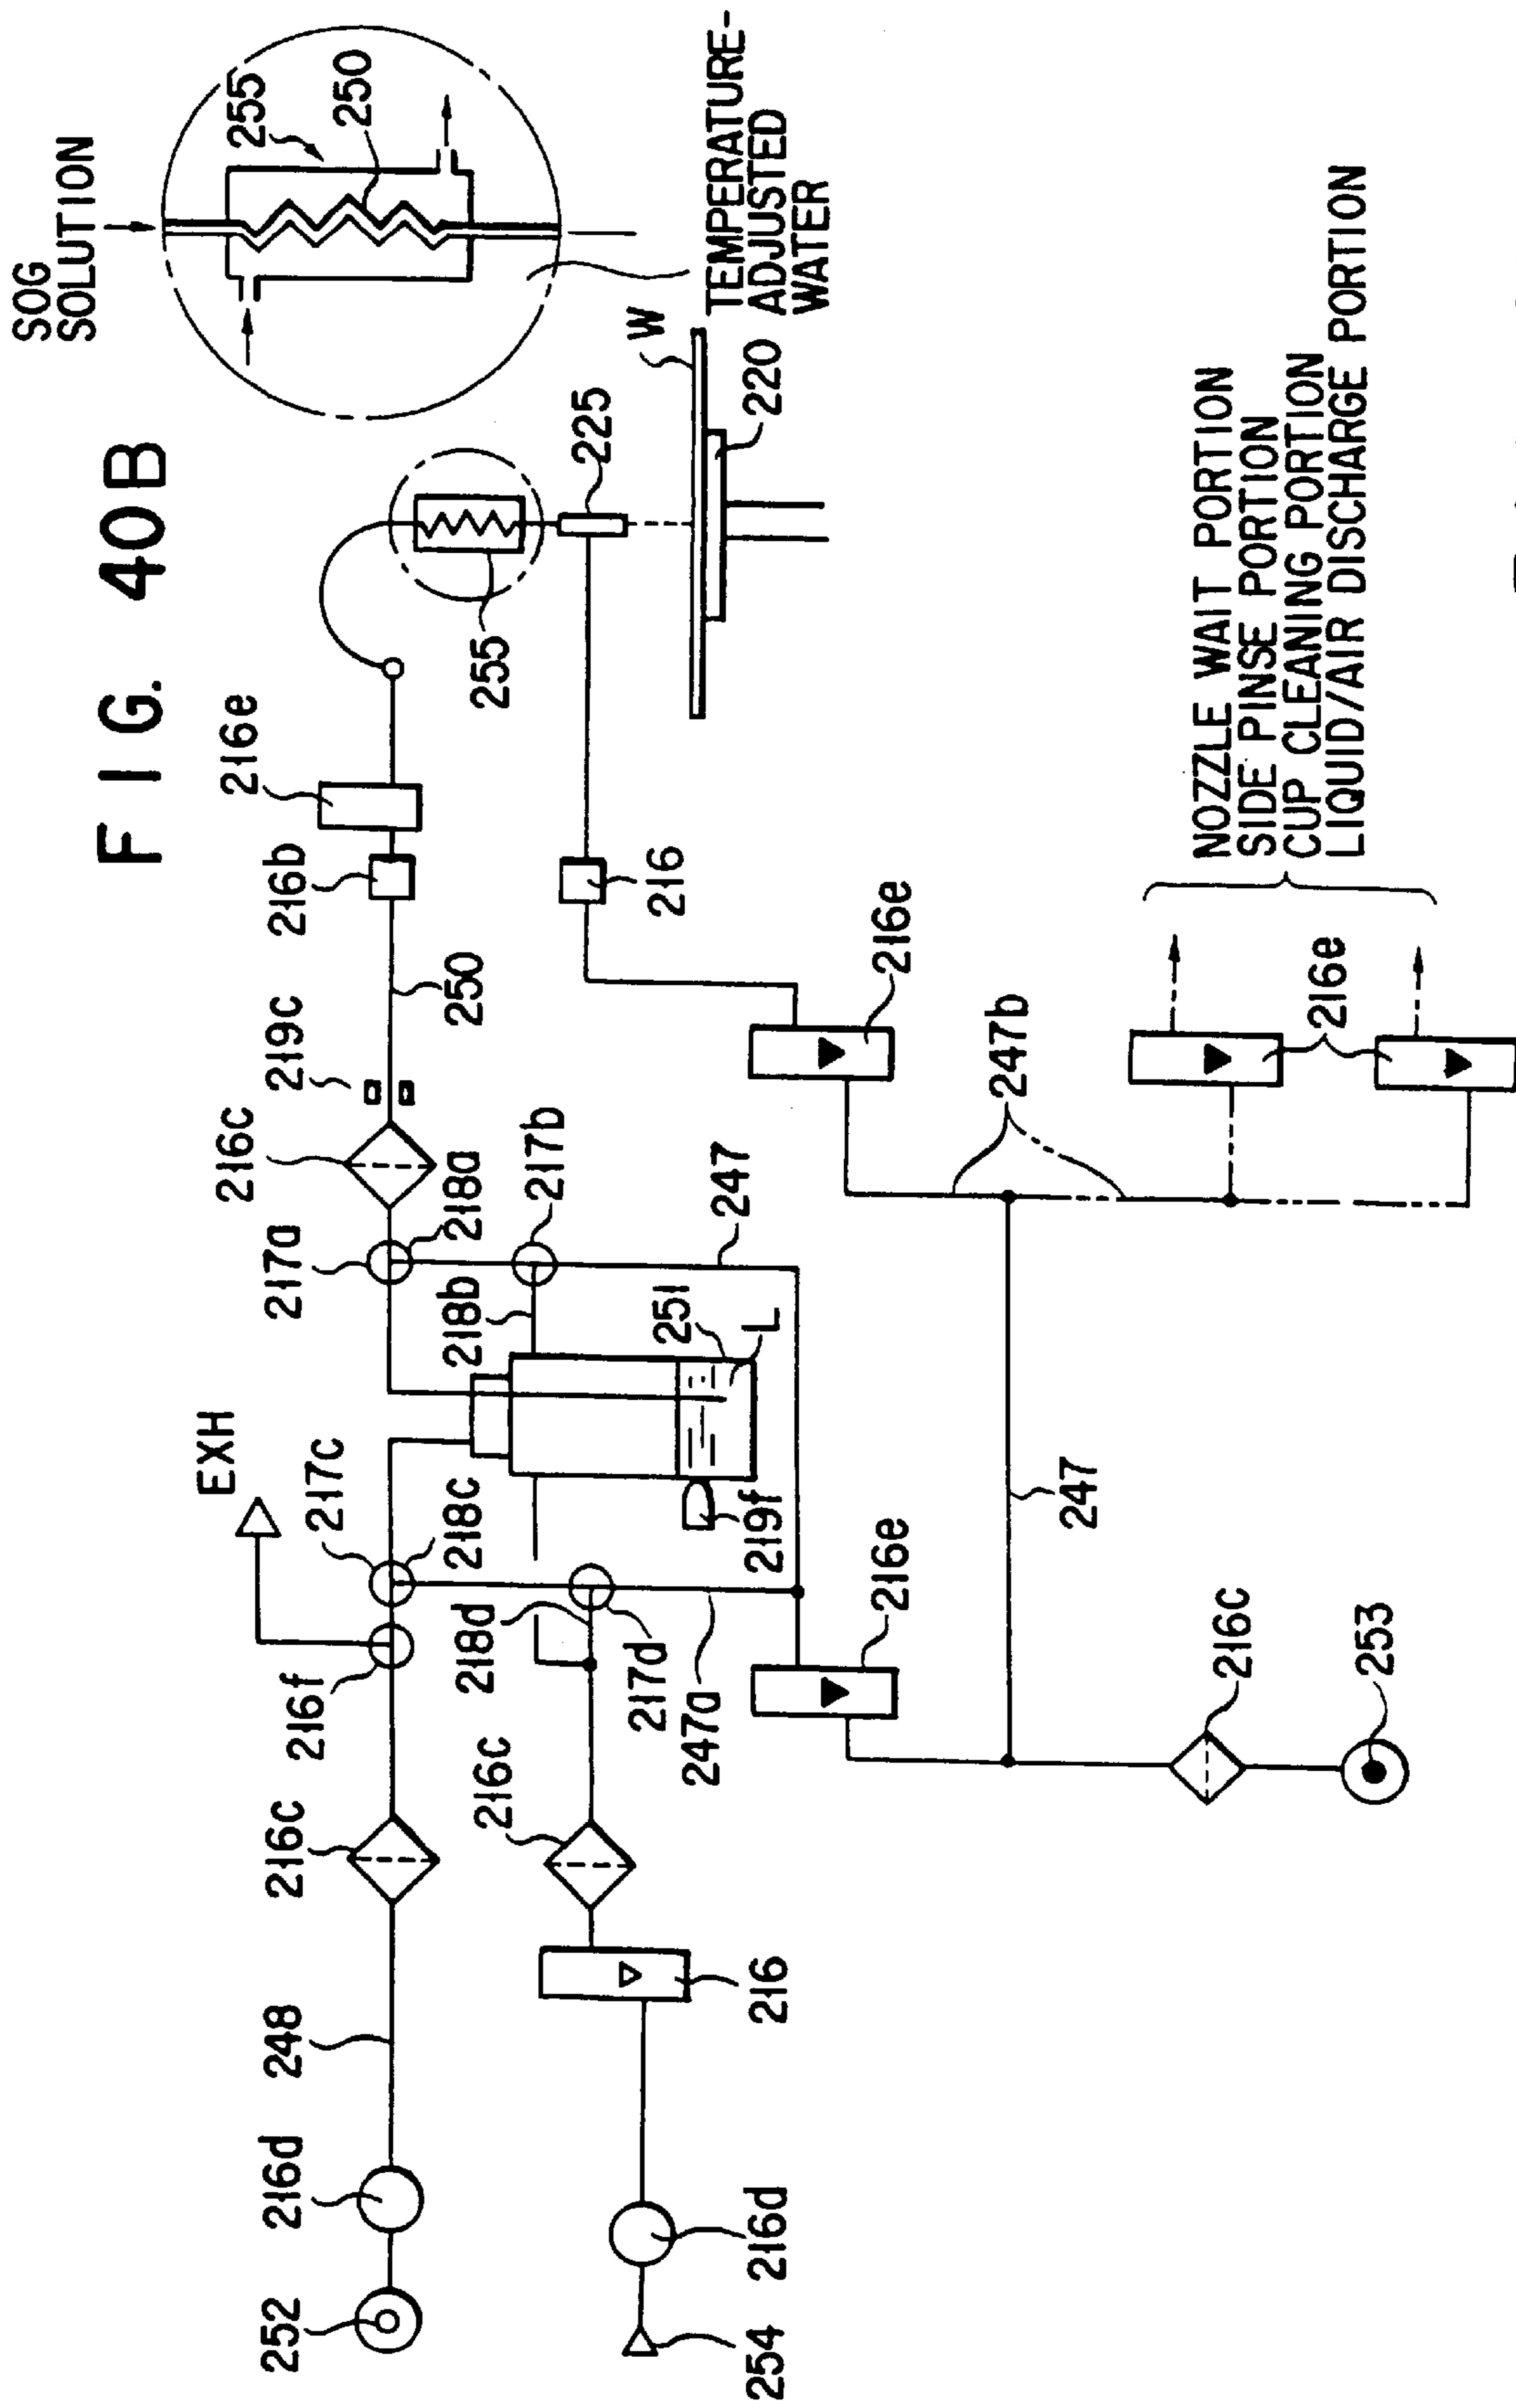 FIG. 40B
SOG
SOLUTION
255
250
TEMPERATURE-
ADJUSTED
WATER
W
220
225
255
216e
216b
216
250
219c
216c
217a
218a
217b
218b
247
251
L
219f
EXH
217c
218c
216f
218d
217d
247a
216e
216c
248
216d
252
216c
216
216d
254
216e
247b
216e
NOZZLE WAIT PORTION
SIDE PINSE PORTION
CUP CLEANING PORTION
LIQUID/AIR DISCHARGE PORTION
247
216c
253